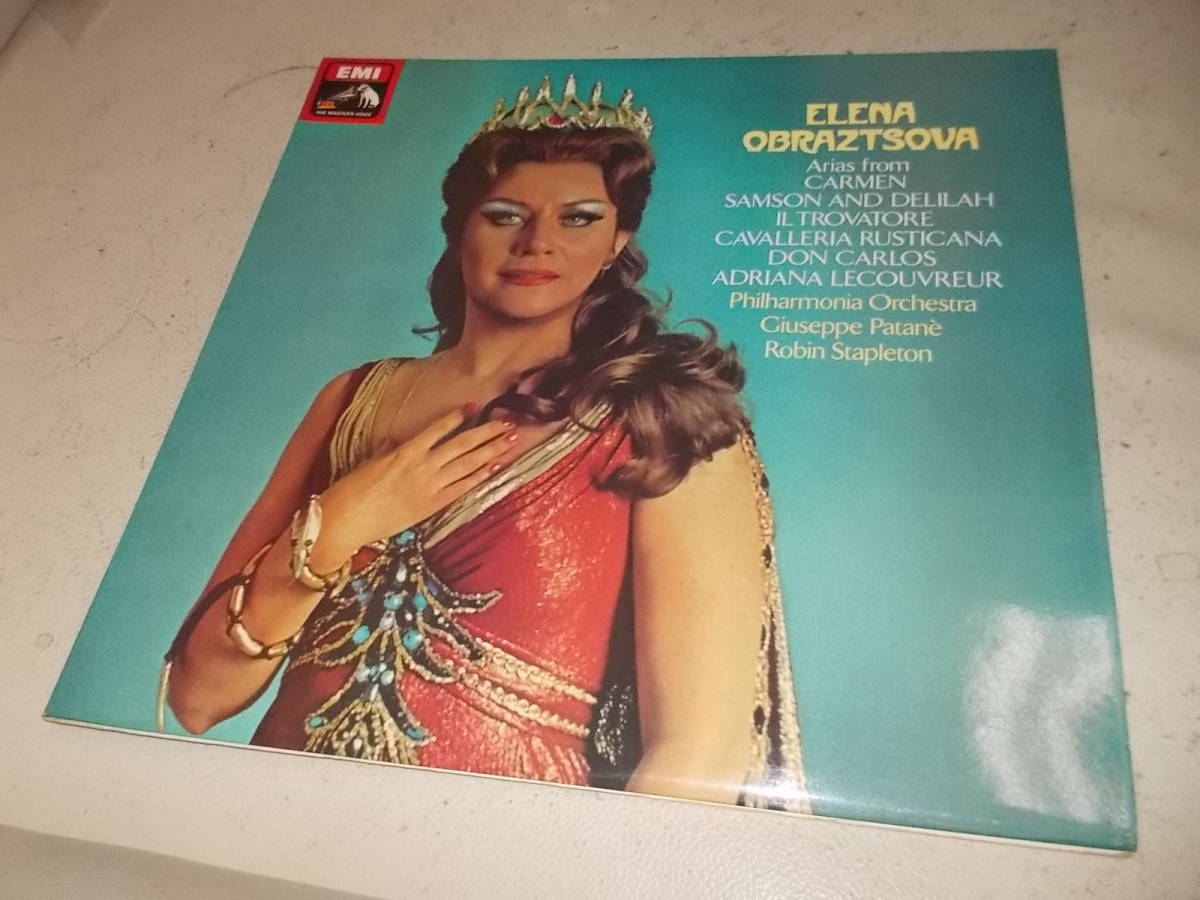 EMI
HIS MASTER'S VOICE
ELENA
OBRAZTSOVA
Arias from
CARMEN
SAMSON AND DELILAH
IL TROVATORE
CAVALLERIA RUSTICANA
DON CARLOS
ADRIANA LECOUVREUR
Philharmonia Orchestra
Giuseppe Patanè
Robin Stapleton